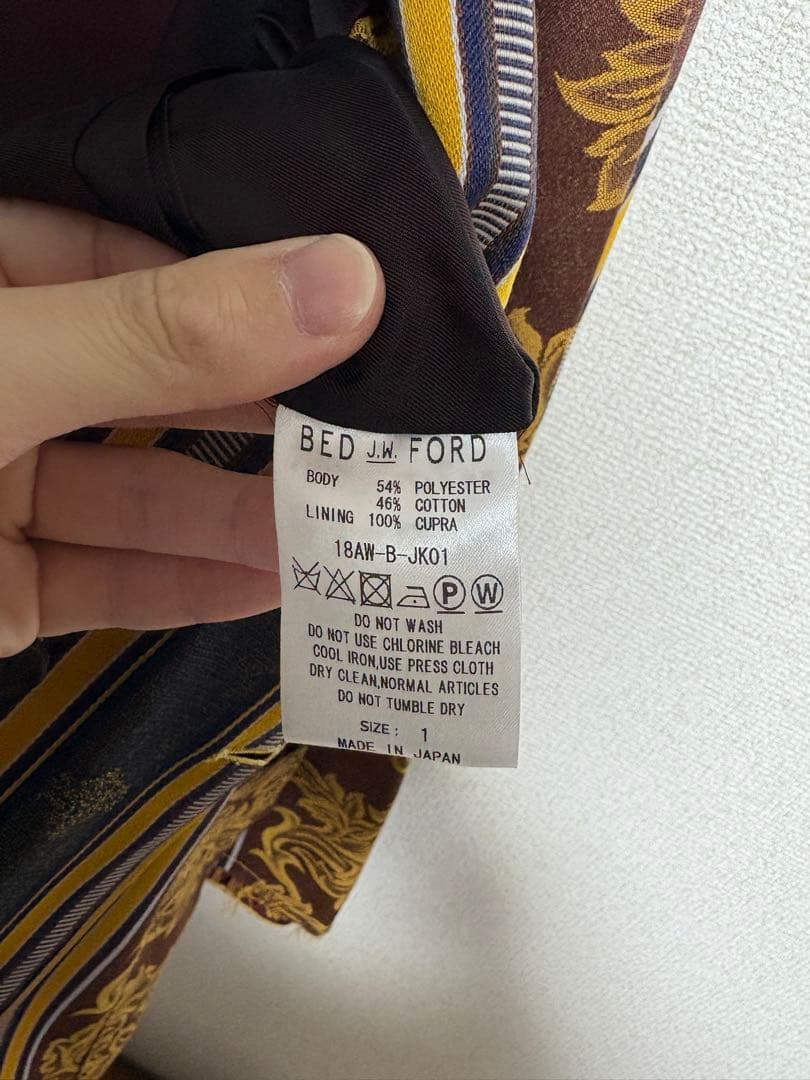 BED J.W. FORD
BODY 54% POLYESTER
46% COTTON
LINING 100% CUPRA
18AW-B-JK01
P W
DO NOT WASH
DO NOT USE CHLORINE BLEACH
COOL IRON,USE PRESS CLOTH
DRY CLEAN,NORMAL ARTICLES
DO NOT TUMBLE DRY
SIZE: 1
MADE IN JAPAN